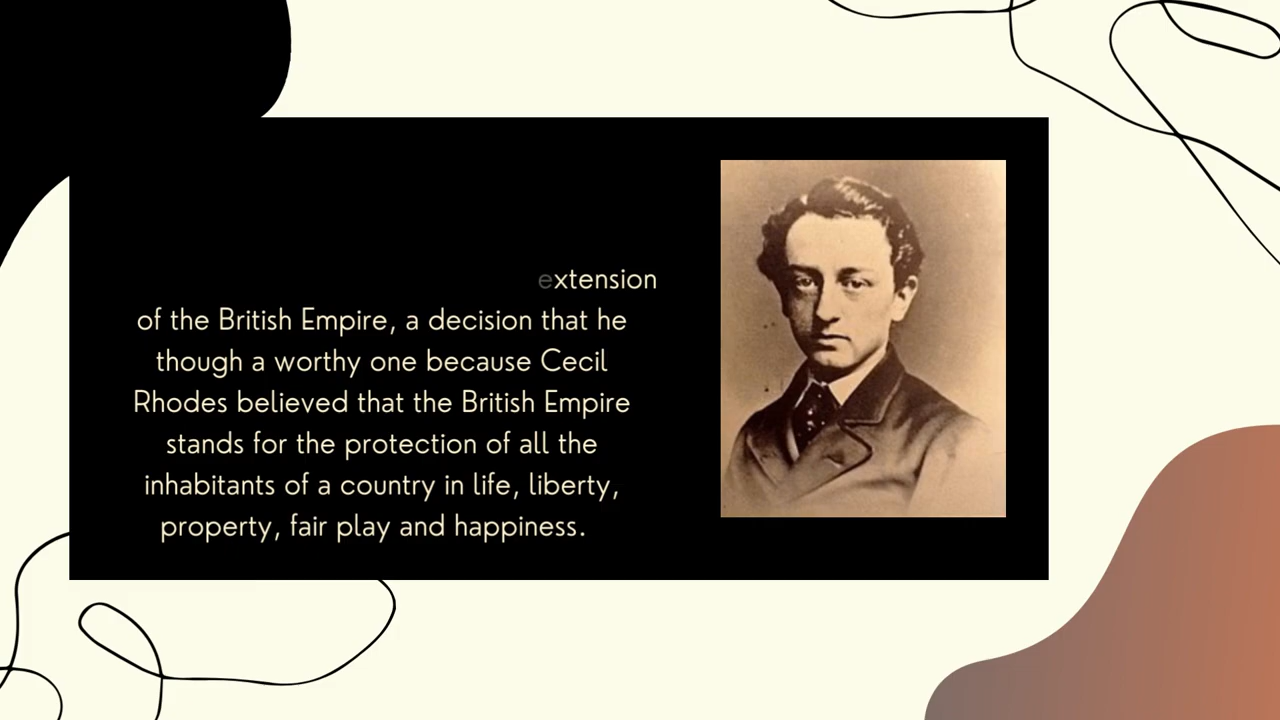 extension
of the British Empire, a decision that he
though a worthy one because Cecil
Rhodes believed that the British Empire
stands for the protection of all the
inhabitants of a country in life, liberty,
property, fair play and happiness.